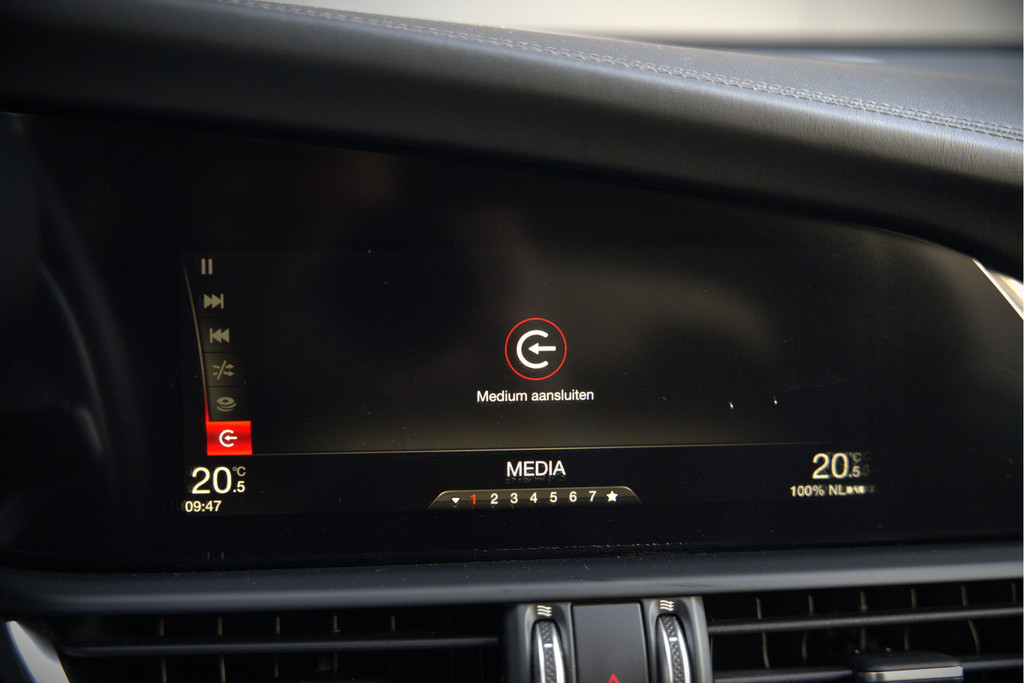 Medium aansluiten
MEDIA
20.5 °C
20.5 °C
1 2 3 4 5 6 7 ★
09:47
100% NL